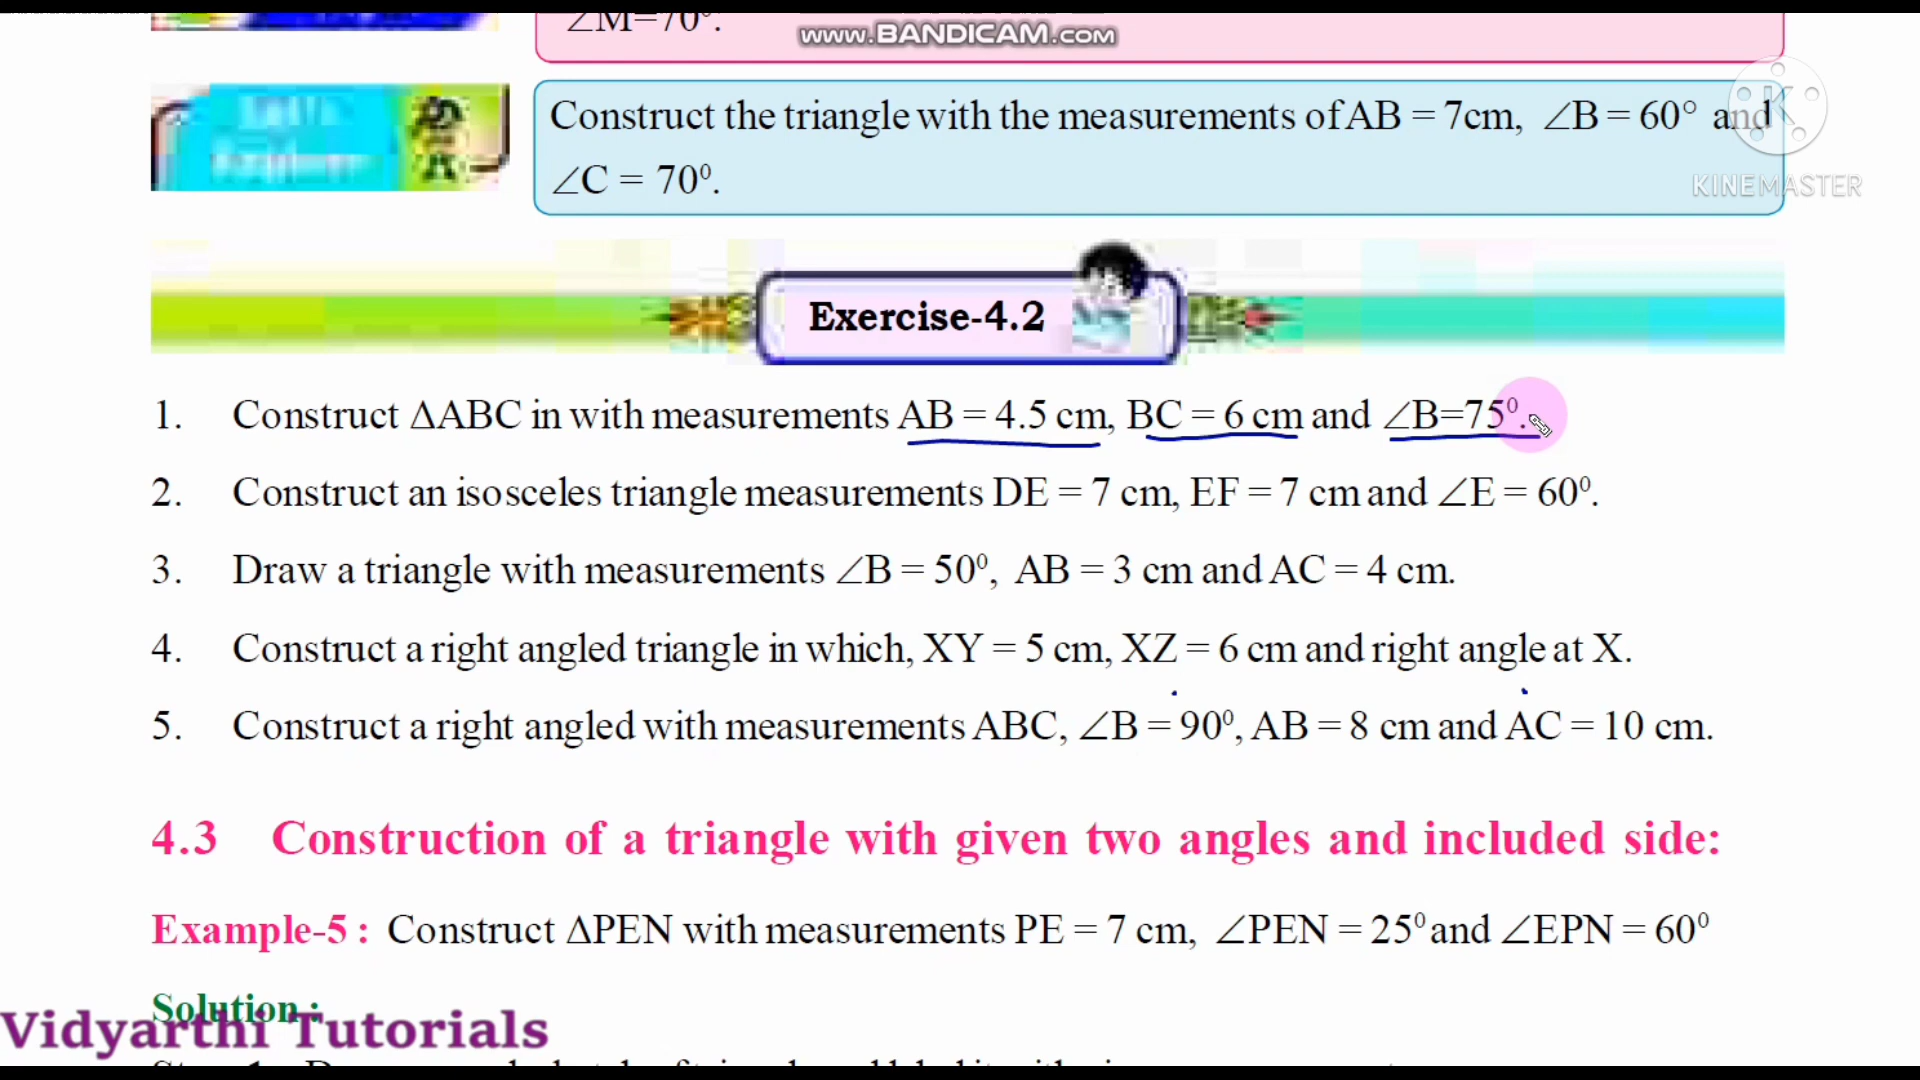 ∠M=70⁰.
www.BANDICAM.com
Construct the triangle with the measurements of AB = 7cm, ∠B = 60° and
∠C = 70⁰.
KINEMASTER
Exercise-4.2
1. Construct ΔABC in with measurements AB = 4.5 cm, BC = 6 cm and ∠B=75⁰.
2. Construct an isosceles triangle measurements DE = 7 cm, EF = 7 cm and ∠E = 60⁰.
3. Draw a triangle with measurements ∠B = 50⁰, AB = 3 cm and AC = 4 cm.
4. Construct a right angled triangle in which, XY = 5 cm, XZ = 6 cm and right angle at X.
5. Construct a right angled with measurements ABC, ∠B = 90⁰, AB = 8 cm and AC = 10 cm.
4.3 Construction of a triangle with given two angles and included side:
Example-5 : Construct ΔPEN with measurements PE = 7 cm, ∠PEN = 25⁰ and ∠EPN = 60⁰
Solution :
Vidyarthi Tutorials